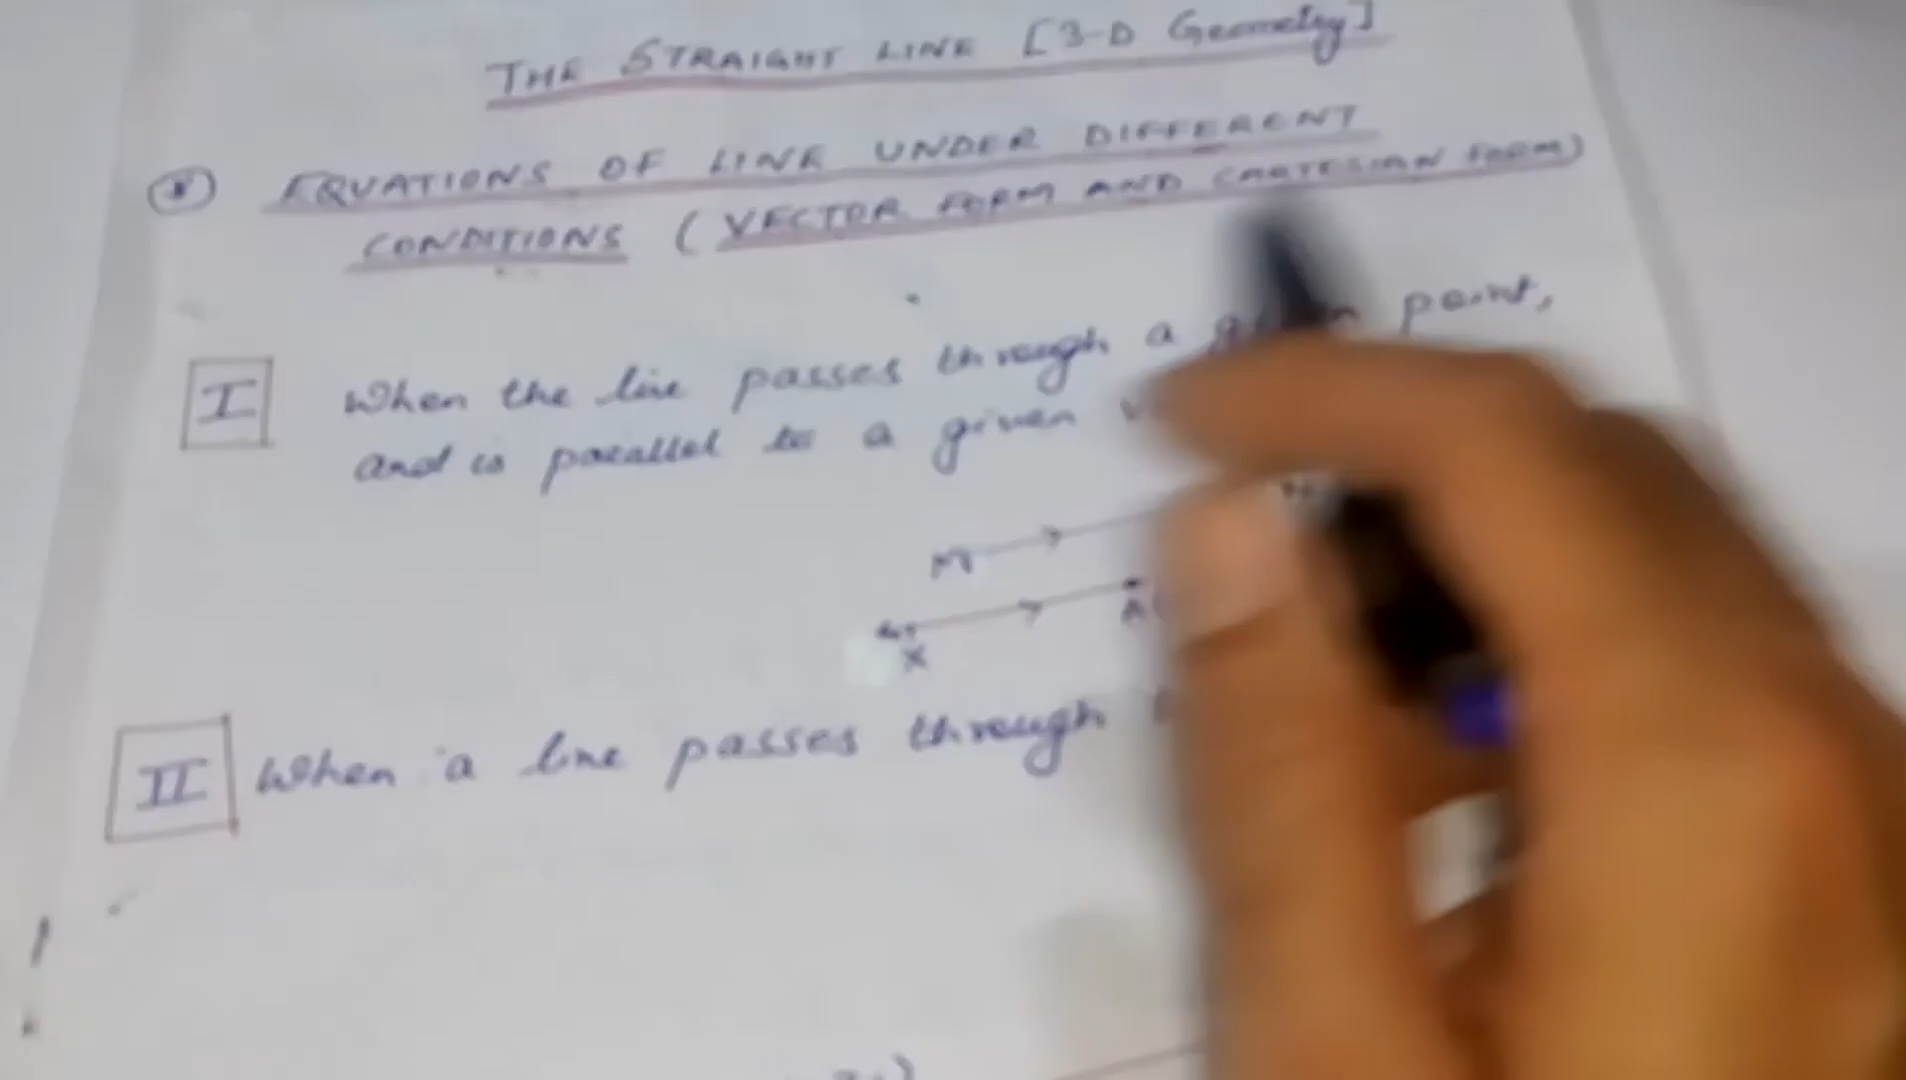 THE STRAIGHT LINE [3-D Geometry]
EQUATIONS OF LINE UNDER DIFFERENT
CONDITIONS (VECTOR FORM AND CARTESIAN FORM)
I When the line passes through a point,
and is parallel to a given
M
A
X
II When a line passes through